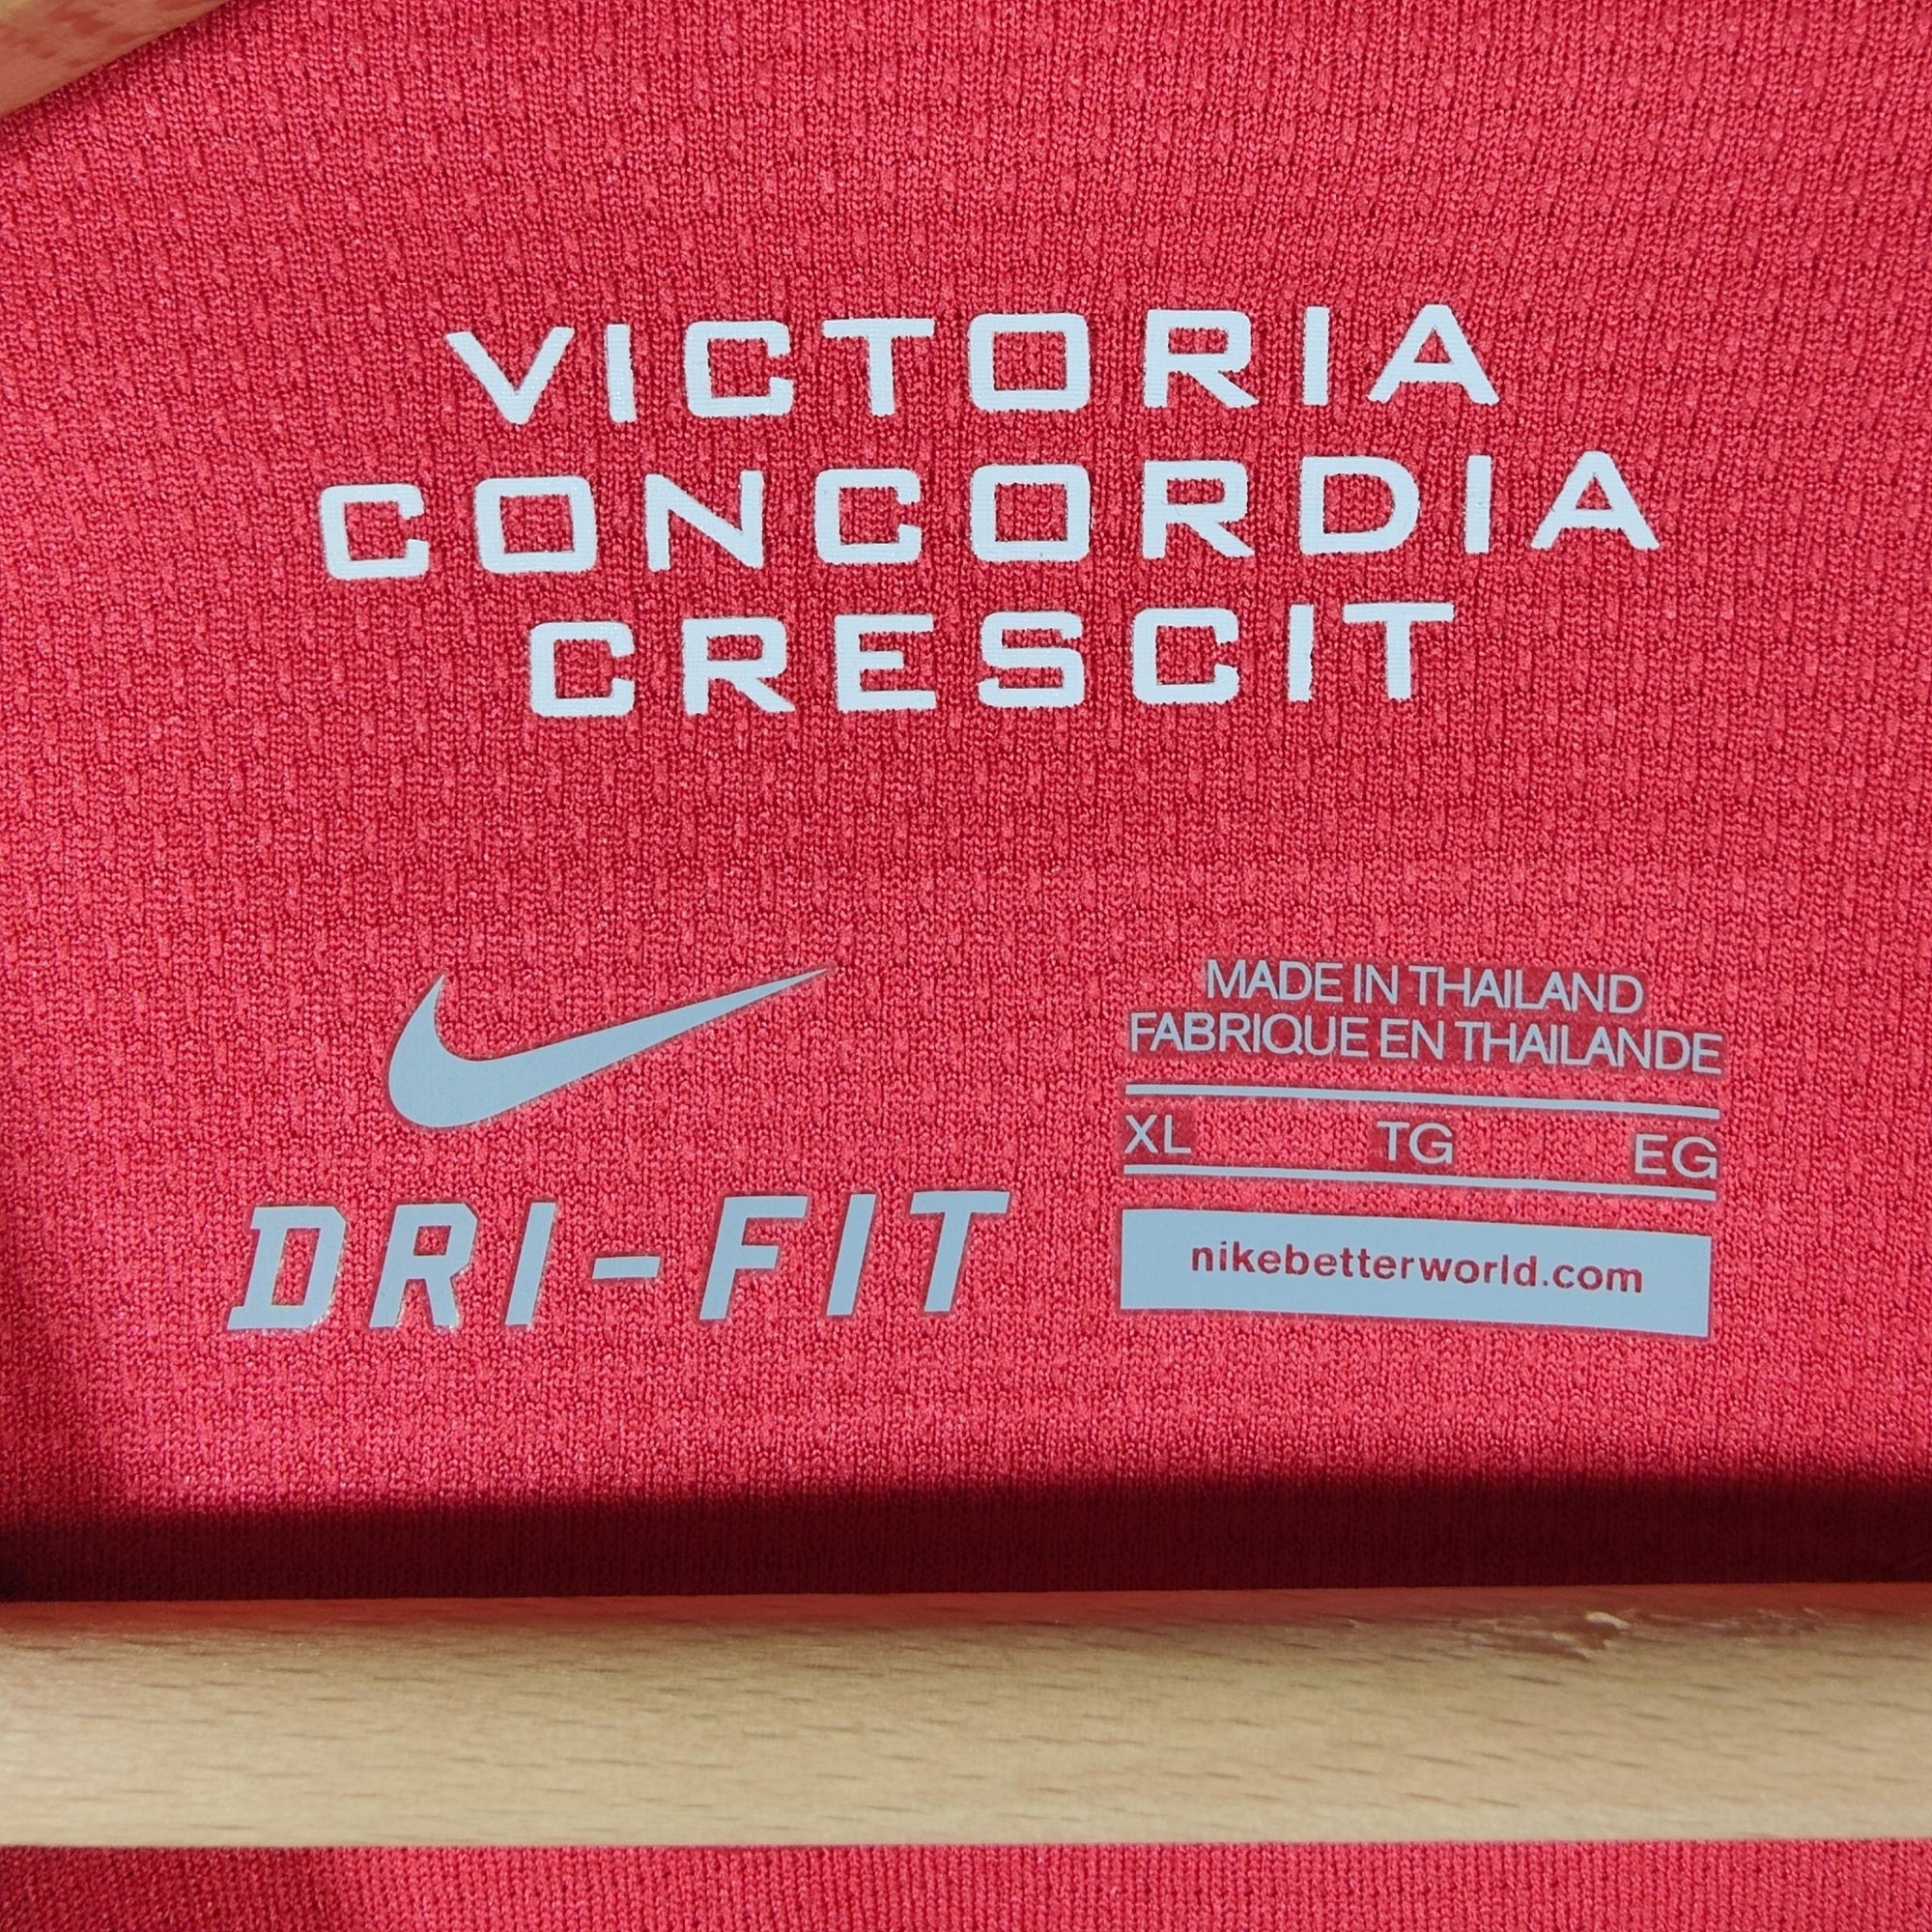 VICTORIA
CONCORDIA
CRESCIT
DRI-FIT
MADE IN THAILAND
FABRIQUE EN THAILANDE
XL TG EG
nikebetterworld.com